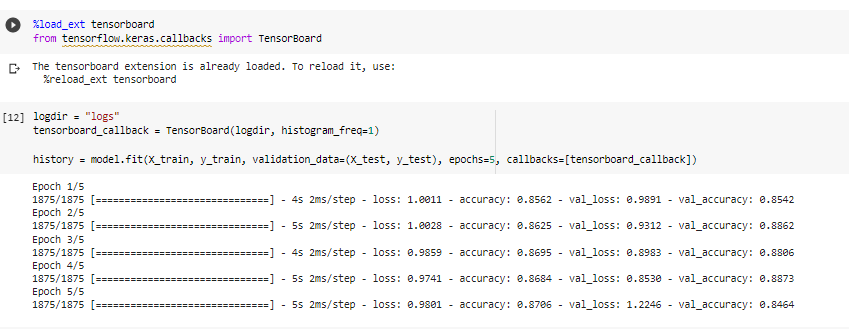 %load_ext tensorboard
from tensorflow.keras.callbacks import TensorBoard
The tensorboard extension is already loaded. To reload it, use:
%reload_ext tensorboard
[12] logdir = "logs"
tensorboard_callback = TensorBoard(logdir, histogram_freq=1)
history = model.fit(X_train, y_train, validation_data=(X_test, y_test), epochs=5, callbacks=[tensorboard_callback])
Epoch 1/5
1875/1875 [==============================] - 4s 2ms/step - loss: 1.0011 - accuracy: 0.8562 - val_loss: 0.9891 - val_accuracy: 0.8542
Epoch 2/5
1875/1875 [==============================] - 5s 2ms/step - loss: 1.0028 - accuracy: 0.8625 - val_loss: 0.9312 - val_accuracy: 0.8862
Epoch 3/5
1875/1875 [==============================] - 4s 2ms/step - loss: 0.9859 - accuracy: 0.8695 - val_loss: 0.8983 - val_accuracy: 0.8806
Epoch 4/5
1875/1875 [==============================] - 5s 2ms/step - loss: 0.9741 - accuracy: 0.8684 - val_loss: 0.8530 - val_accuracy: 0.8873
Epoch 5/5
1875/1875 [==============================] - 5s 2ms/step - loss: 0.9801 - accuracy: 0.8706 - val_loss: 1.2246 - val_accuracy: 0.8464